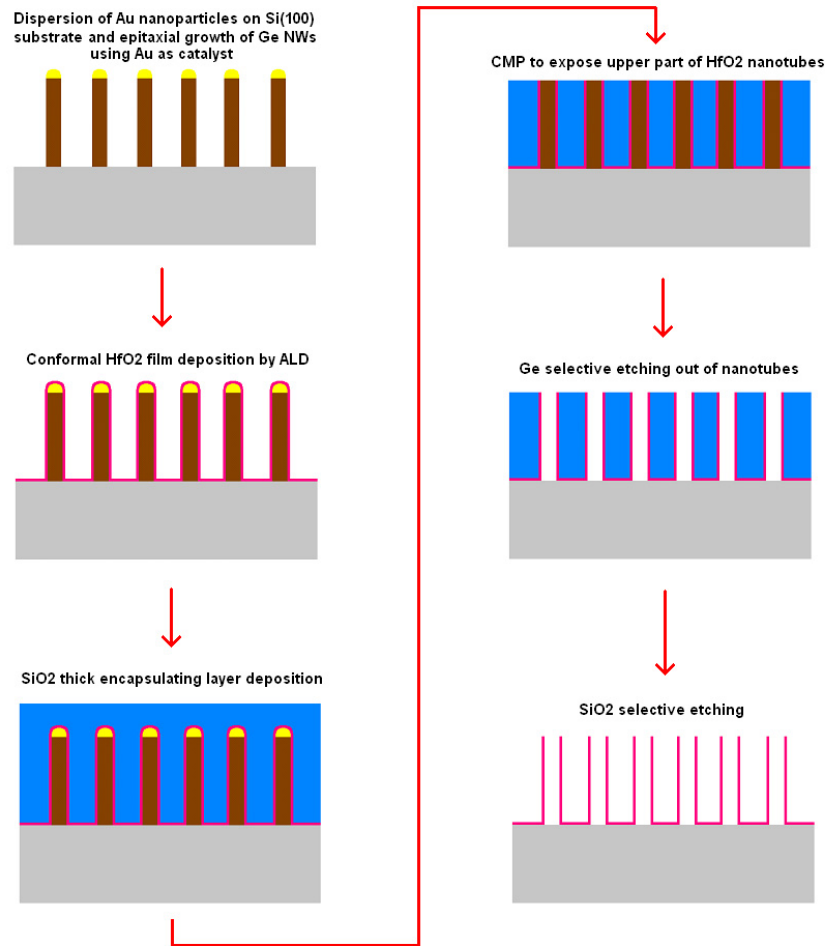 Dispersion of Au nanoparticles on Si(100)
substrate and epitaxial growth of Ge NWs
using Au as catalyst
Conformal HfO2 film deposition by ALD
SiO2 thick encapsulating layer deposition
CMP to expose upper part of HfO2 nanotubes
Ge selective etching out of nanotubes
SiO2 selective etching